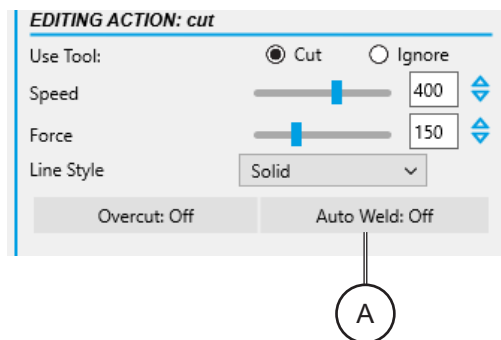 EDITING ACTION: cut
Use Tool: Cut Ignore
Speed 400
Force 150
Line Style Solid
Overcut: Off Auto Weld: Off
A